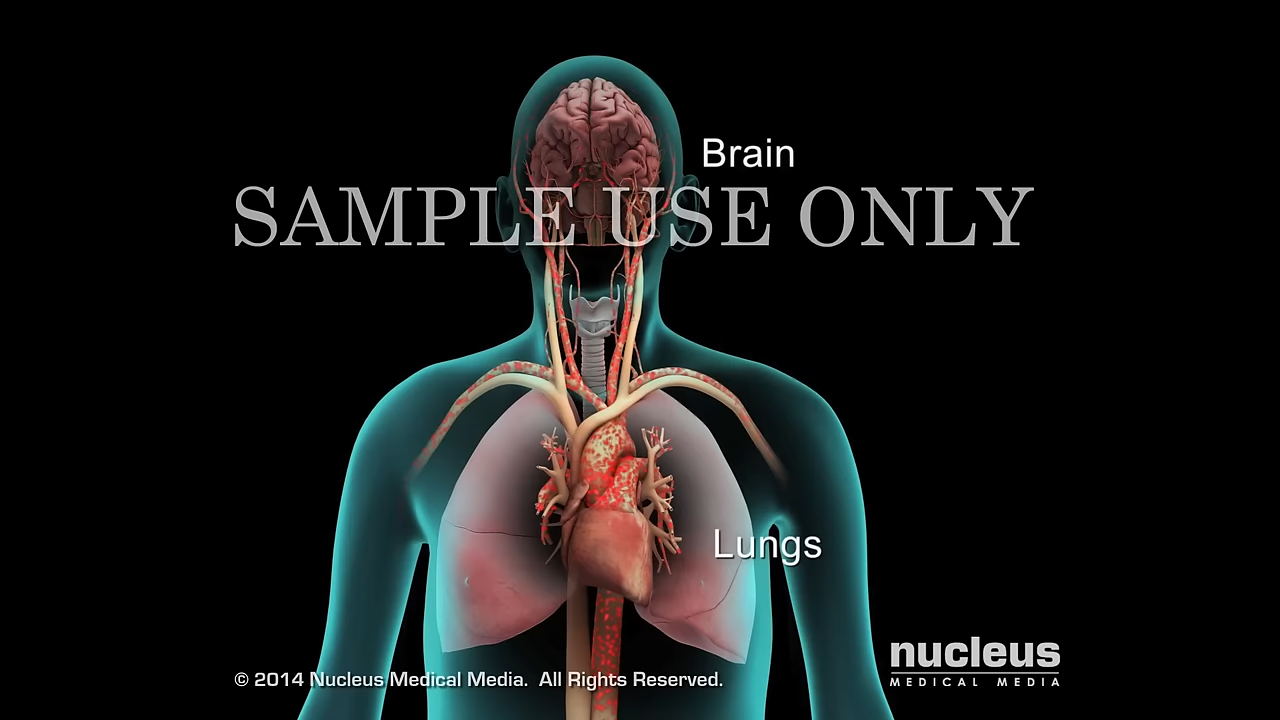 Brain
SAMPLE USE ONLY
Lungs
nucleus
MEDICAL MEDIA
© 2014 Nucleus Medical Media. All Rights Reserved.